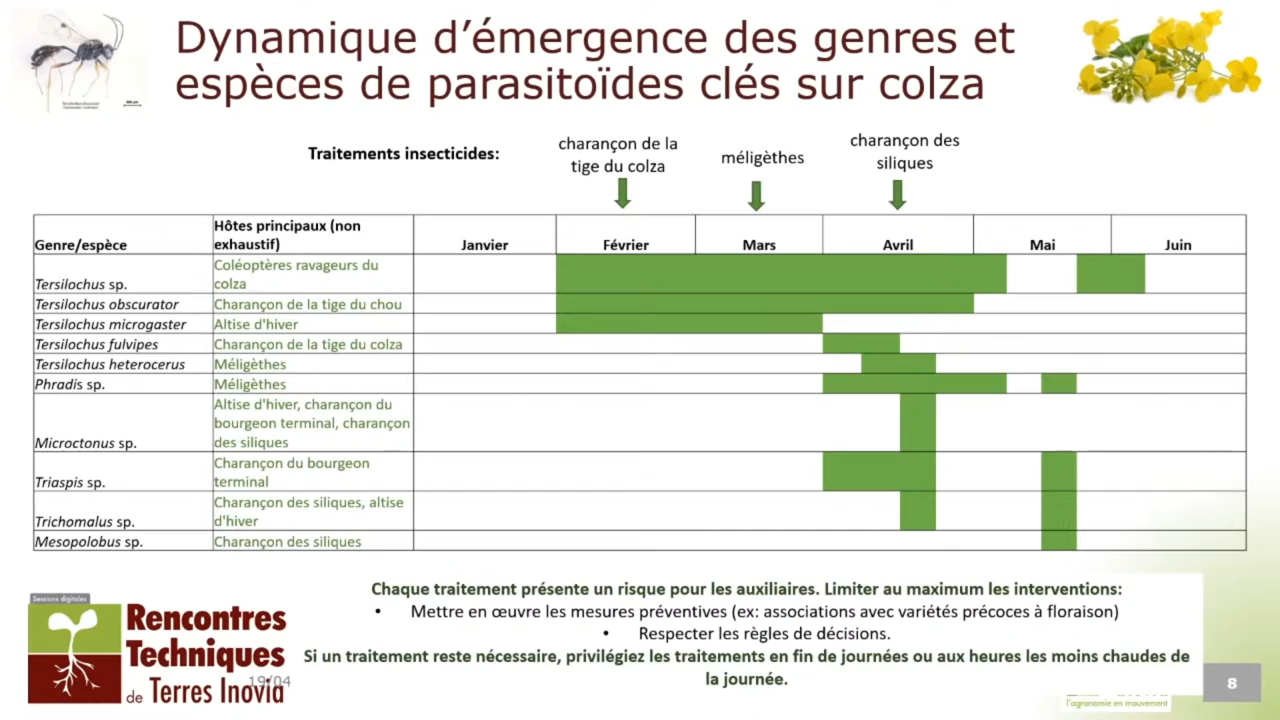 Dynamique d'émergence des genres et
espèces de parasitoïdes clés sur colza
Traitements insecticides:
charançon de la
tige du colza
méligèthes
charançon des
siliques
Genre/espèce
Hôtes principaux (non
exhaustif)
Janvier
Février
Mars
Avril
Mai
Juin
Tersilochus sp.
Coléoptères ravageurs du
colza
Tersilochus obscurator
Charançon de la tige du chou
Tersilochus microgaster
Altise d'hiver
Tersilochus fulvipes
Charançon de la tige du colza
Tersilochus heterocerus
Méligèthes
Phradis sp.
Méligèthes
Microctonus sp.
Altise d'hiver, charançon du
bourgeon terminal, charançon
des siliques
Triaspis sp.
Charançon du bourgeon
terminal
Trichomalus sp.
Charançon des siliques, altise
d'hiver
Mesopolobus sp.
Charançon des siliques
Chaque traitement présente un risque pour les auxiliaires. Limiter au maximum les interventions:
• Mettre en œuvre les mesures préventives (ex: associations avec variétés précoces à floraison)
• Respecter les règles de décisions.
Si un traitement reste nécessaire, privilégiez les traitements en fin de journées ou aux heures les moins chaudes de
la journée.
Sessions digitales
Rencontres
Techniques
de Terres Inovia
19/04
l'agronomie en mouvement
8